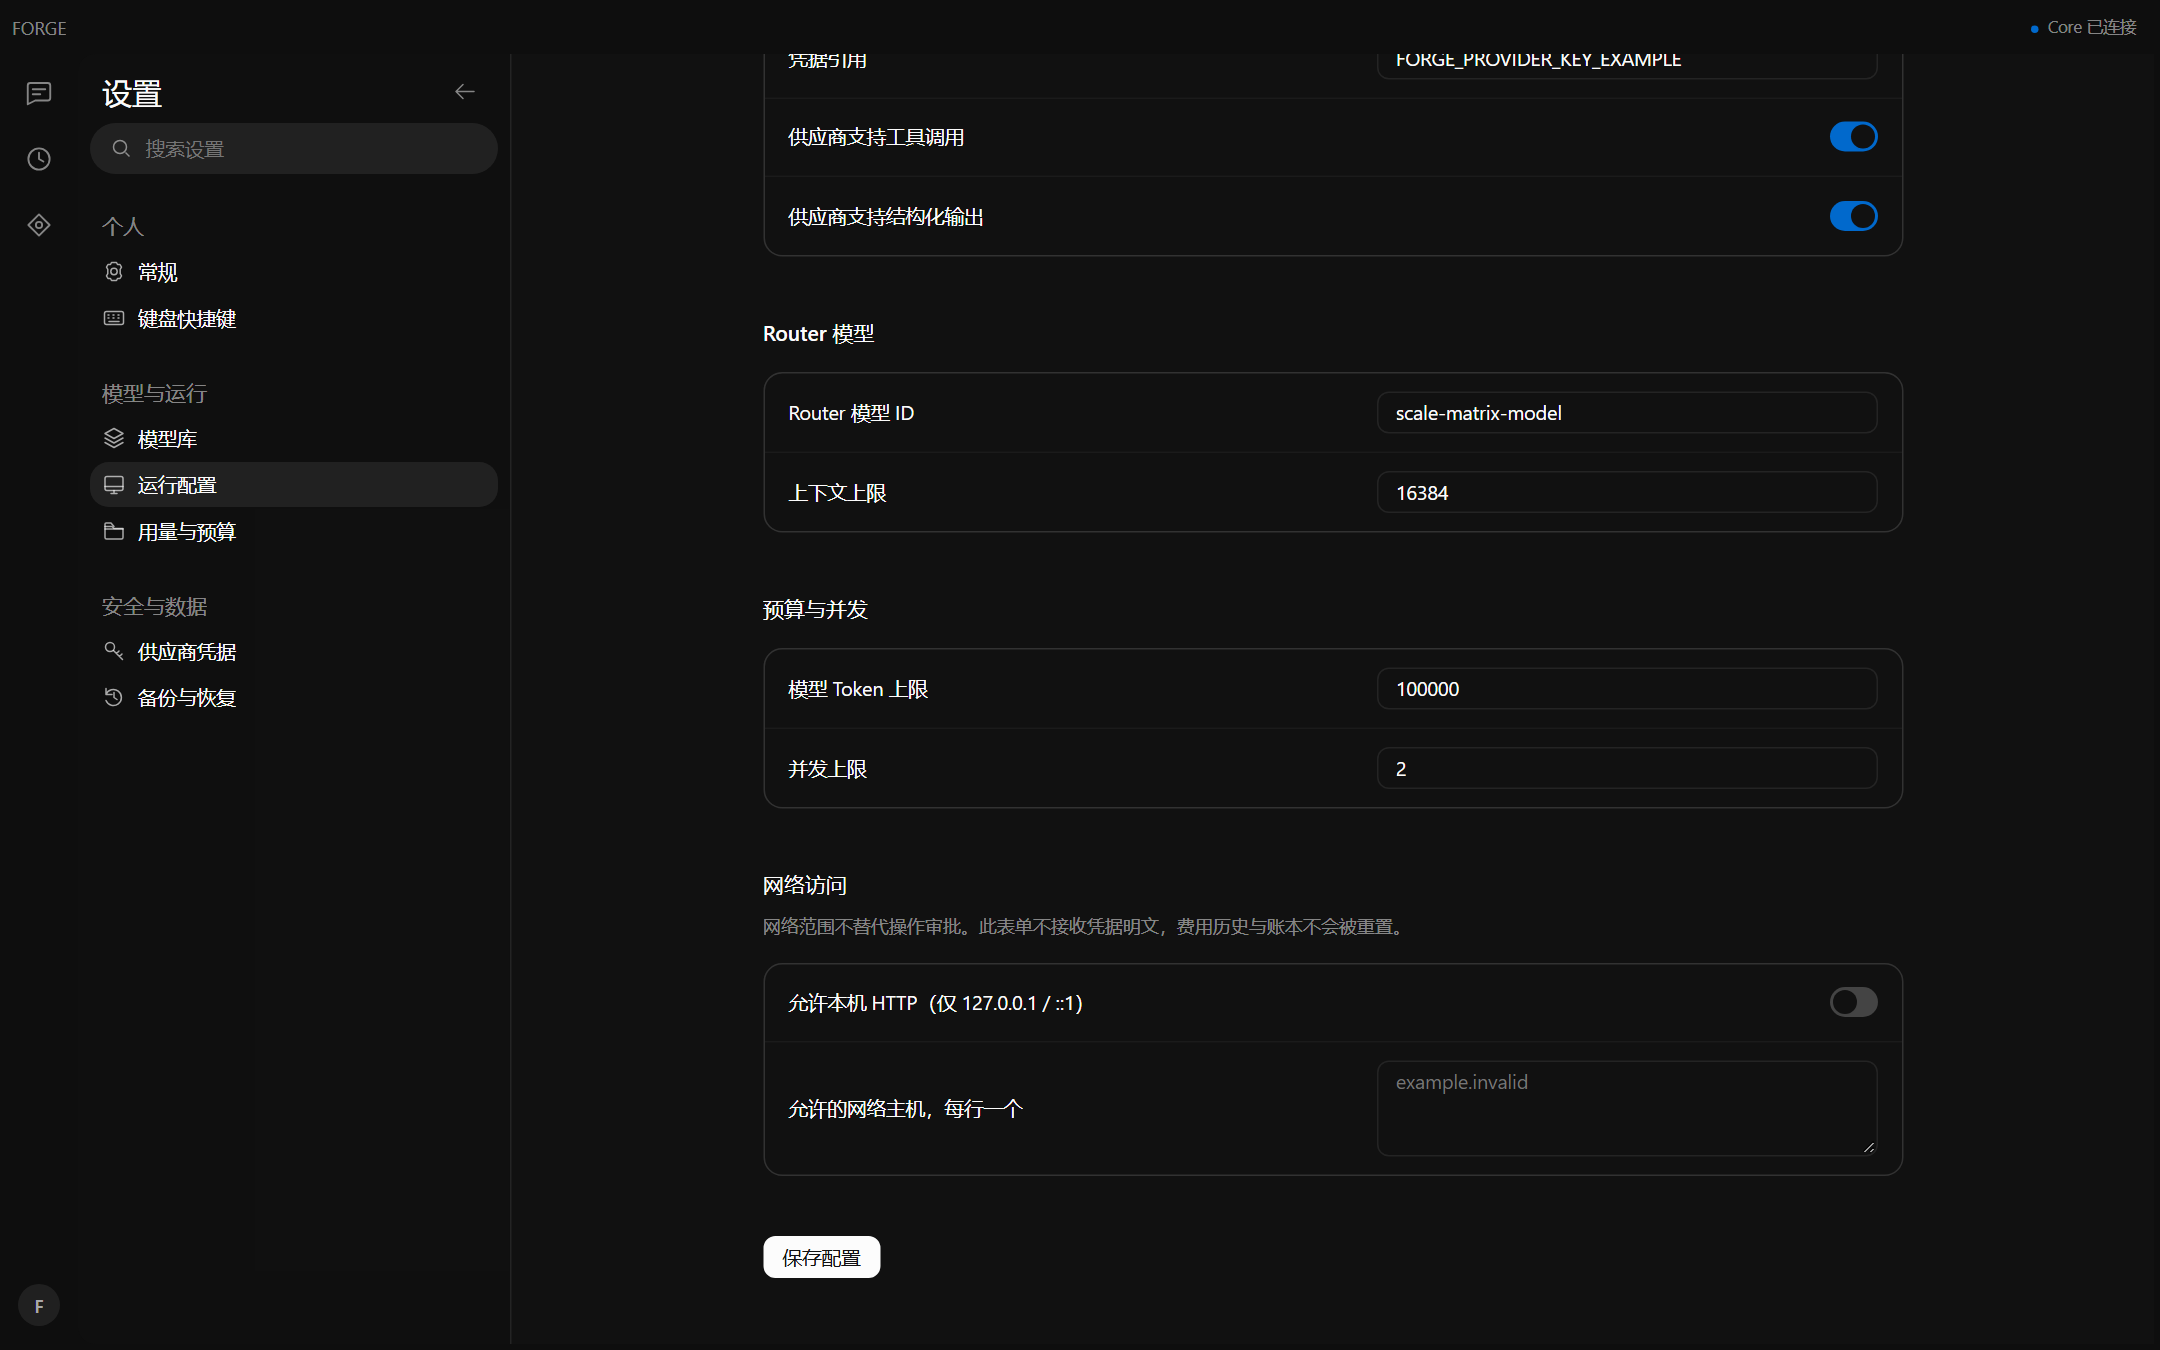 FORGE
Core 已连接
设置
搜索设置
个人
常规
键盘快捷键
模型与运行
模型库
运行配置
用量与预算
安全与数据
供应商凭据
备份与恢复
F
凭据引用
FORGE_PROVIDER_KEY_EXAMPLE
供应商支持工具调用
供应商支持结构化输出
Router 模型
Router 模型 ID
scale-matrix-model
上下文上限
16384
预算与并发
模型 Token 上限
100000
并发上限
2
网络访问
网络范围不替代操作审批。此表单不接收凭据明文，费用历史与账本不会被重置。
允许本机 HTTP（仅 127.0.0.1 / ::1）
允许的网络主机，每行一个
example.invalid
保存配置